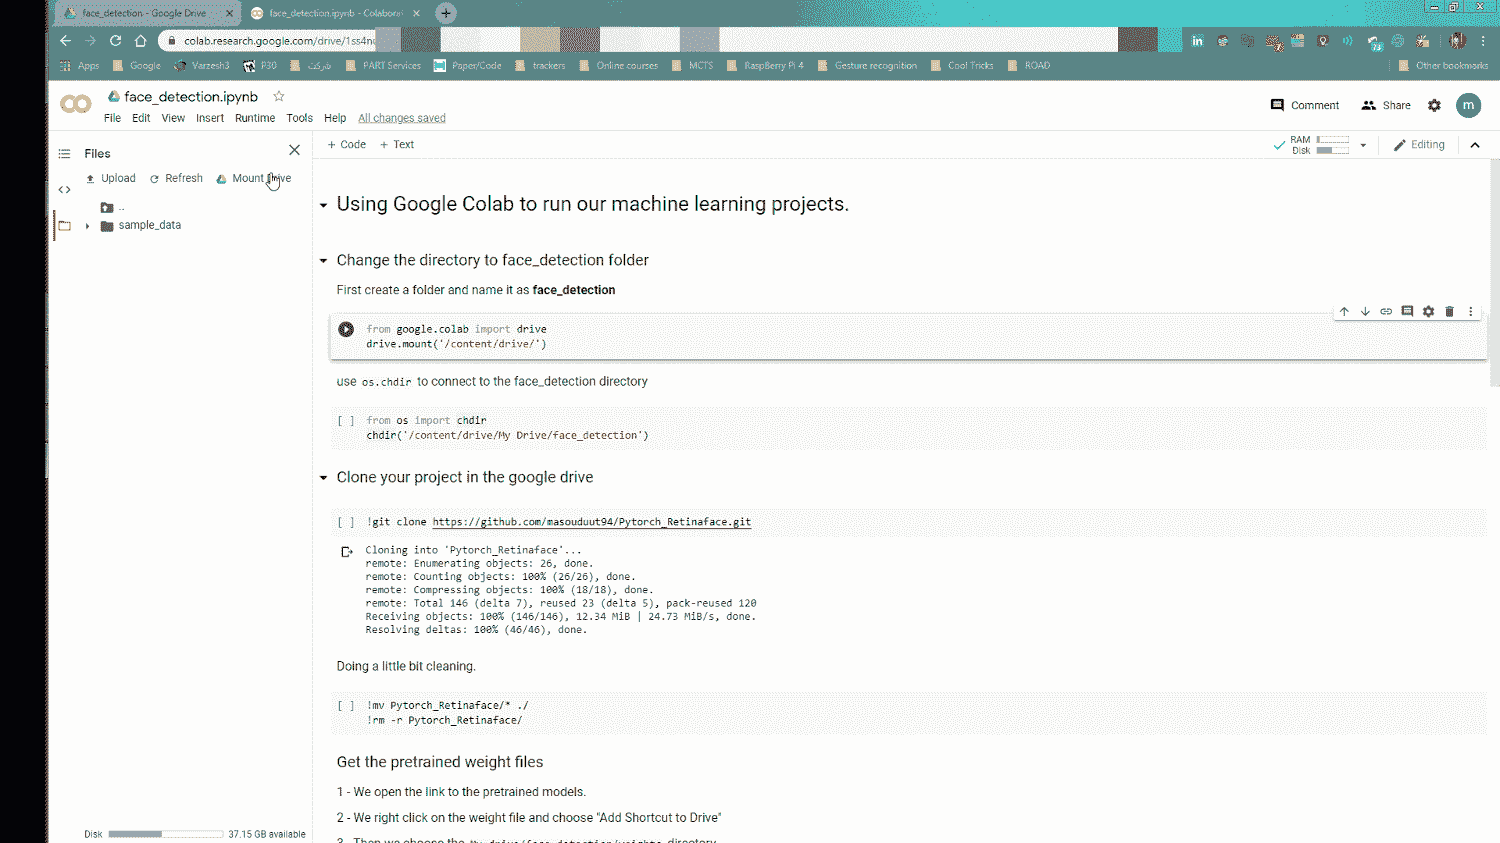 face_detection - Google Drive
face_detection.ipynb - Colabora
colab.research.google.com/drive/1ss4n
Apps Google Varzesh3 P30 شرکت PART Services Paper/Code trackers Online courses MCTS RaspBerry Pi 4 Gesture recognition Cool Tricks ROAD Other bookmarks
face_detection.ipynb
Comment Share m
File Edit View Insert Runtime Tools Help All changes saved
Files
+ Code + Text
RAM
Disk
Editing
Upload Refresh Mount Drive
..
sample_data
Using Google Colab to run our machine learning projects.
Change the directory to face_detection folder
First create a folder and name it as face_detection
from google.colab import drive
drive.mount('/content/drive/')
use os.chdir to connect to the face_detection directory
[ ] from os import chdir
chdir('/content/drive/My Drive/face_detection')
Clone your project in the google drive
[ ] !git clone https://github.com/masouduut94/Pytorch_Retinaface.git
Cloning into 'Pytorch_Retinaface'...
remote: Enumerating objects: 26, done.
remote: Counting objects: 100% (26/26), done.
remote: Compressing objects: 100% (18/18), done.
remote: Total 146 (delta 7), reused 23 (delta 5), pack-reused 120
Receiving objects: 100% (146/146), 12.34 MiB | 24.73 MiB/s, done.
Resolving deltas: 100% (46/46), done.
Doing a little bit cleaning.
[ ] !mv Pytorch_Retinaface/* ./
!rm -r Pytorch_Retinaface/
Get the pretrained weight files
1 - We open the link to the pretrained models.
2 - We right click on the weight file and choose "Add Shortcut to Drive"
3 - Then we choose the My_drive/face_detection/weights directory
Disk 37.15 GB available